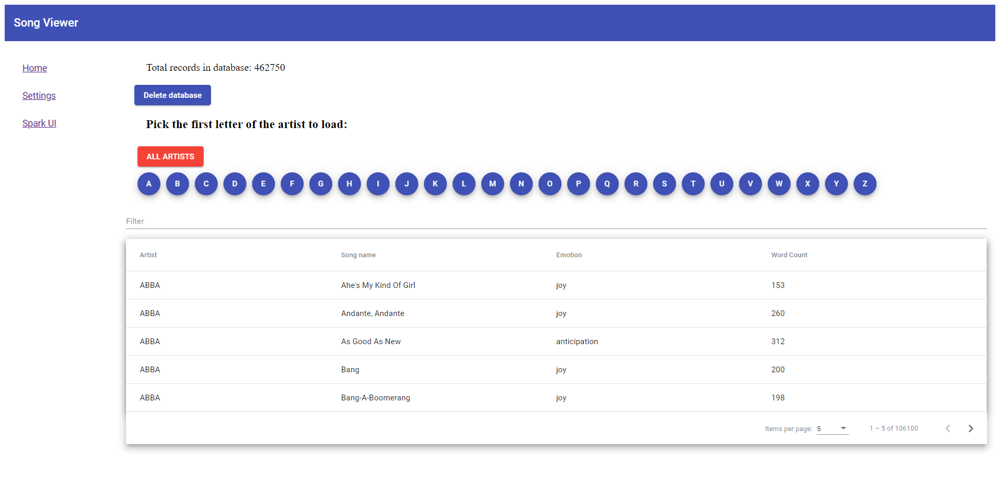 Song Viewer
Home
Settings
Spark UI
Total records in database: 462750
Delete database
Pick the first letter of the artist to load:
ALL ARTISTS
A B C D E F G H I J K L M N O P Q R S T U V W X Y Z
Filter
Artist Song name Emotion Word Count
ABBA Ahe's My Kind Of Girl joy 153
ABBA Andante, Andante joy 260
ABBA As Good As New anticipation 312
ABBA Bang joy 200
ABBA Bang-A-Boomerang joy 198
Items per page: 5 1 – 5 of 106100